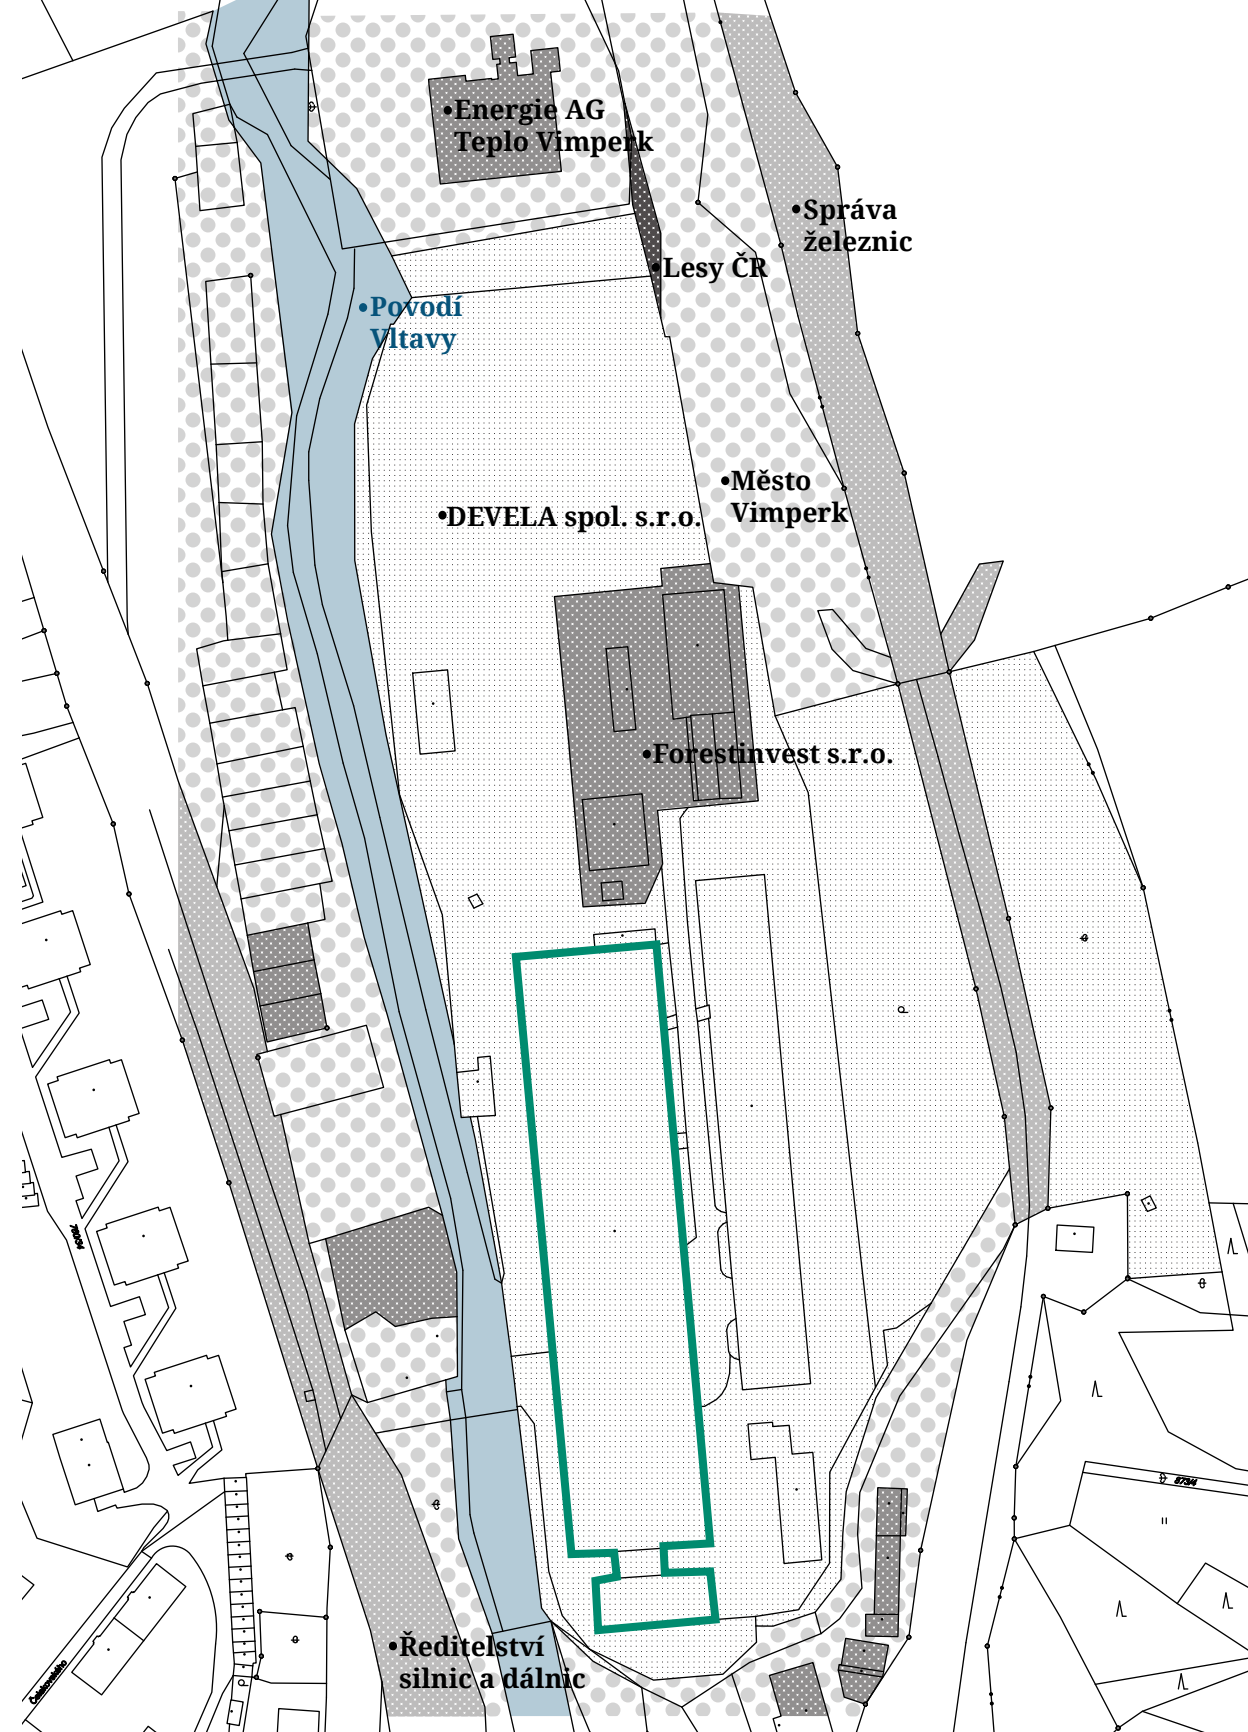 •Energie AG
Teplo Vimperk
•Správa
železnic
•Lesy ČR
•Povodí
Vltavy
•Město
Vimperk
•DEVELA spol. s.r.o.
•Forestinvest s.r.o.
•Ředitelství
silnic a dálnic